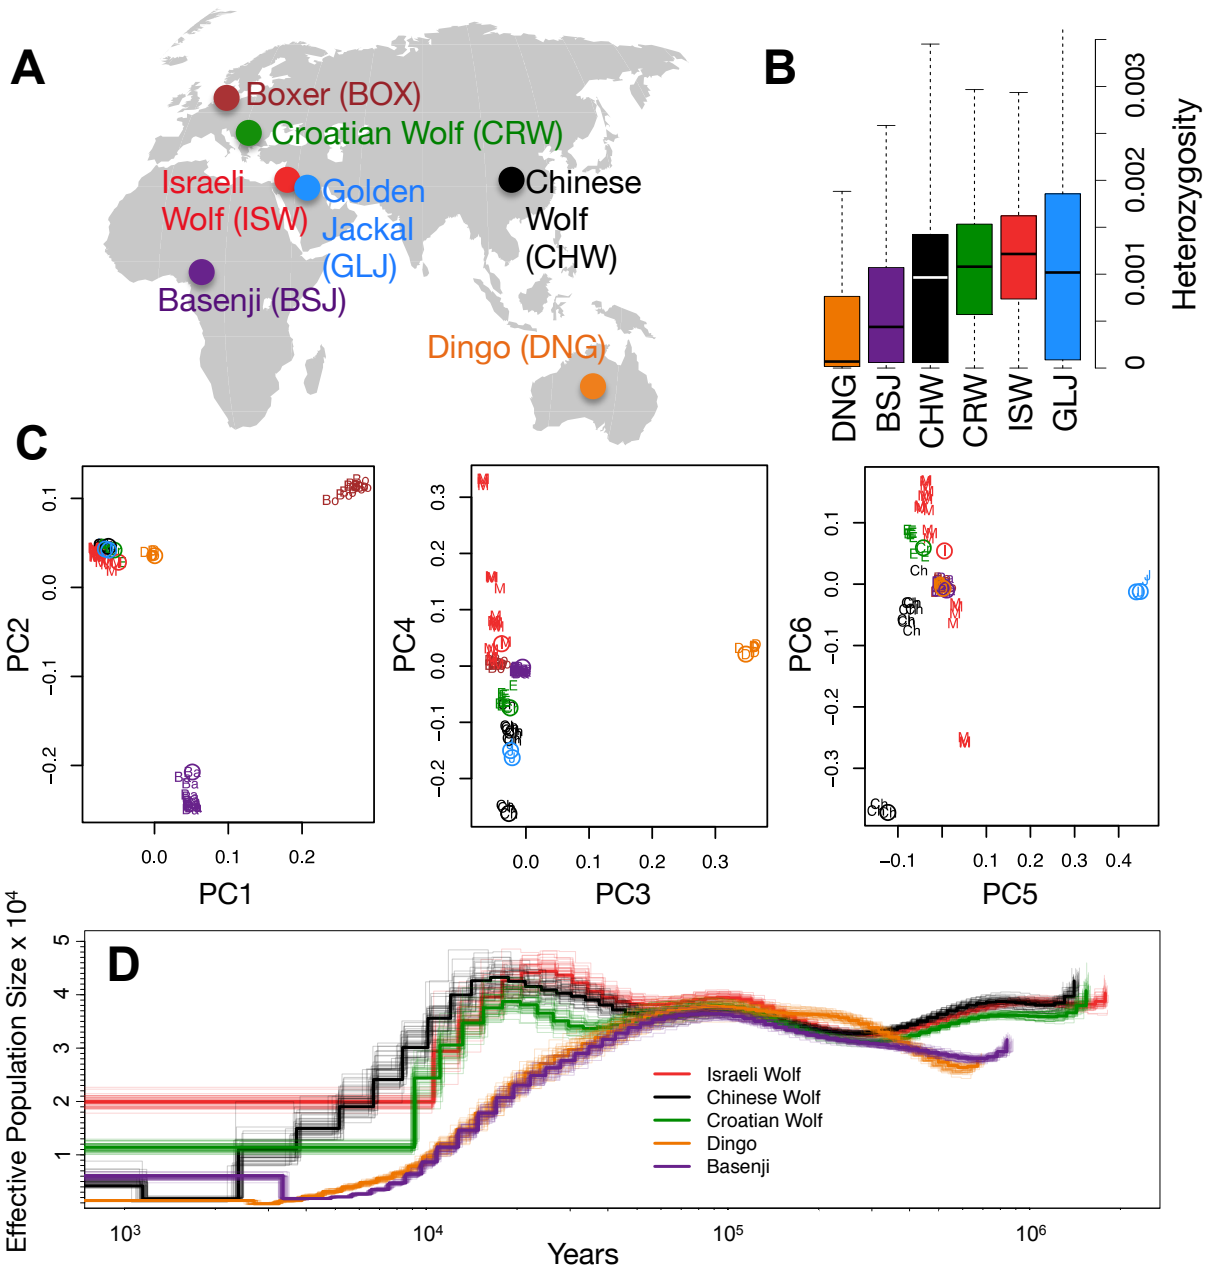 A
Boxer (BOX)
Croatian Wolf (CRW)
Israeli
Wolf (ISW)
Golden
Jackal
(GLJ)
Chinese
Wolf
(CHW)
Basenji (BSJ)
Dingo (DNG)
B
0.003
0.002
0.001
0
Heterozygosity
DNG
BSJ
CHW
CRW
ISW
GLJ
C
0.1
0.0
−0.1
−0.2
PC2
0.0
0.1
0.2
PC1
0.3
0.2
0.1
0.0
−0.1
−0.2
PC4
0.0
0.1
0.2
0.3
PC3
0.1
0.0
−0.1
−0.2
−0.3
PC6
−0.1
0.1
0.2
0.3
0.4
PC5
Bo
Ba
Ba
M
M
E
Ch
Ch
Ch
J
D
Effective Population Size x 10⁴
5
4
3
2
1
Israeli Wolf
Chinese Wolf
Croatian Wolf
Dingo
Basenji
10³
10⁴
10⁵
10⁶
Years